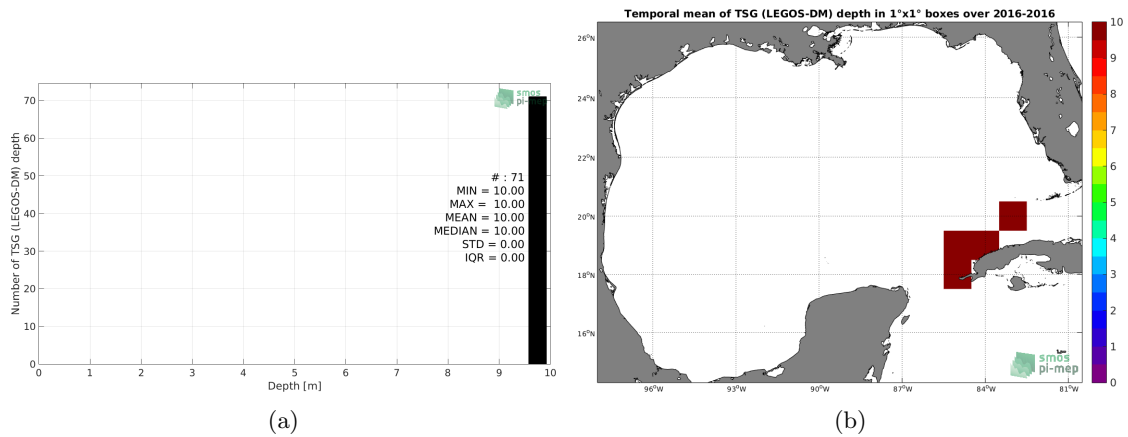 Number of TSG (LEGOS-DM) depth
70
60
50
40
30
20
10
0
smos
pi-mep
# : 71
MIN = 10.00
MAX = 10.00
MEAN = 10.00
MEDIAN = 10.00
STD = 0.00
IQR = 0.00
0 1 2 3 4 5 6 7 8 9 10
Depth [m]
(a)
Temporal mean of TSG (LEGOS-DM) depth in 1°x1° boxes over 2016-2016
26°N
24°N
22°N
20°N
18°N
16°N
96°W 93°W 90°W 87°W 84°W 81°W
smos
pi-mep
10
9
8
7
6
5
4
3
2
1
0
(b)